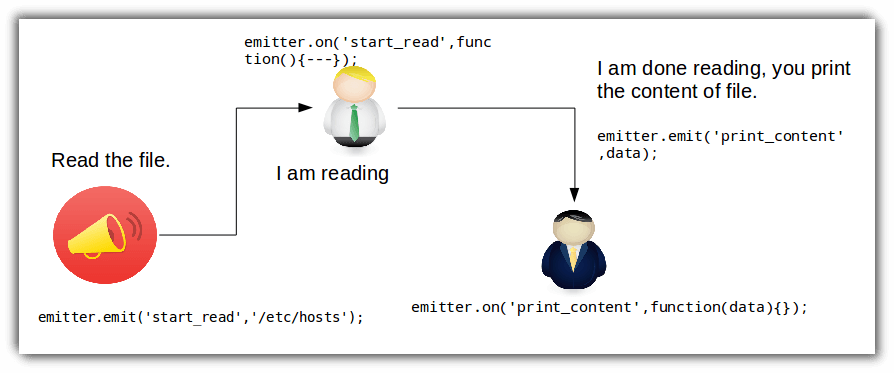 emitter.on('start_read',func
tion(){---});
I am done reading, you print
the content of file.
emitter.emit('print_content'
,data);
Read the file.
I am reading
emitter.on('print_content',function(data){});
emitter.emit('start_read','/etc/hosts');